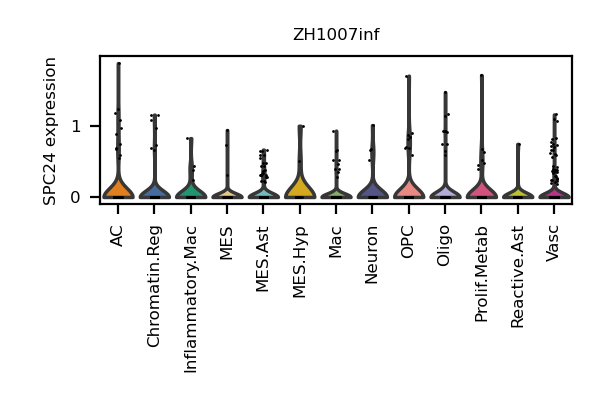 ZH1007inf
SPC24 expression
1
0
AC
Chromatin.Reg
Inflammatory.Mac
MES
MES.Ast
MES.Hyp
Mac
Neuron
OPC
Oligo
Prolif.Metab
Reactive.Ast
Vasc